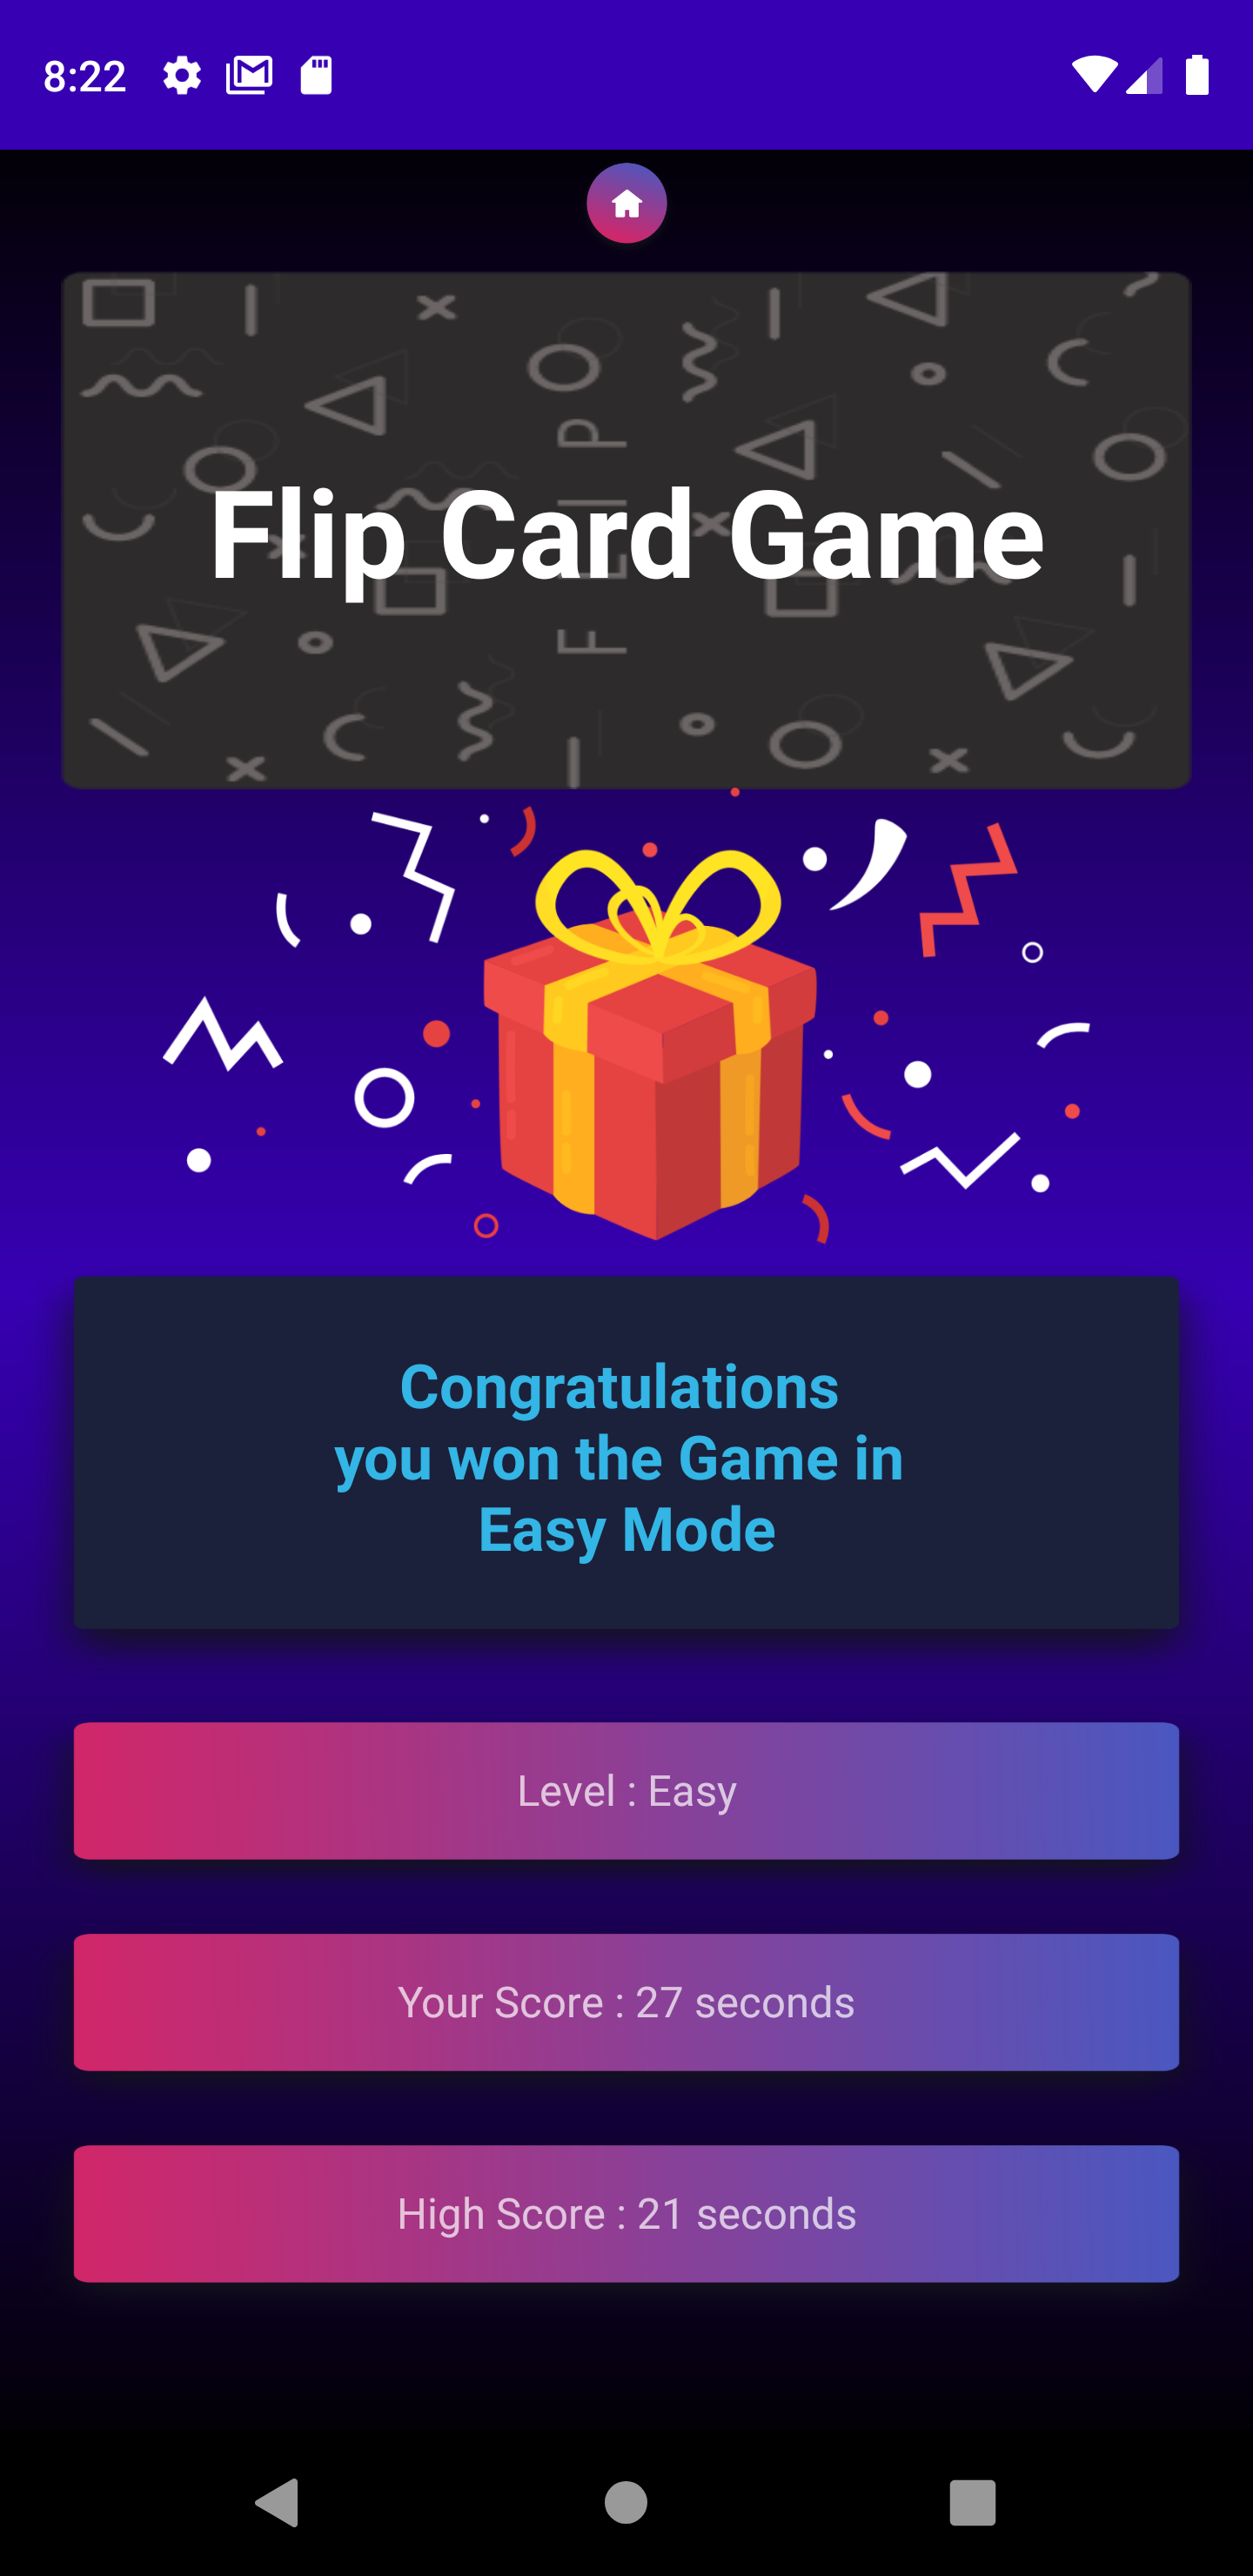 8:22
FLIP
Flip Card Game
Congratulations
you won the Game in
Easy Mode
Level : Easy
Your Score : 27 seconds
High Score : 21 seconds